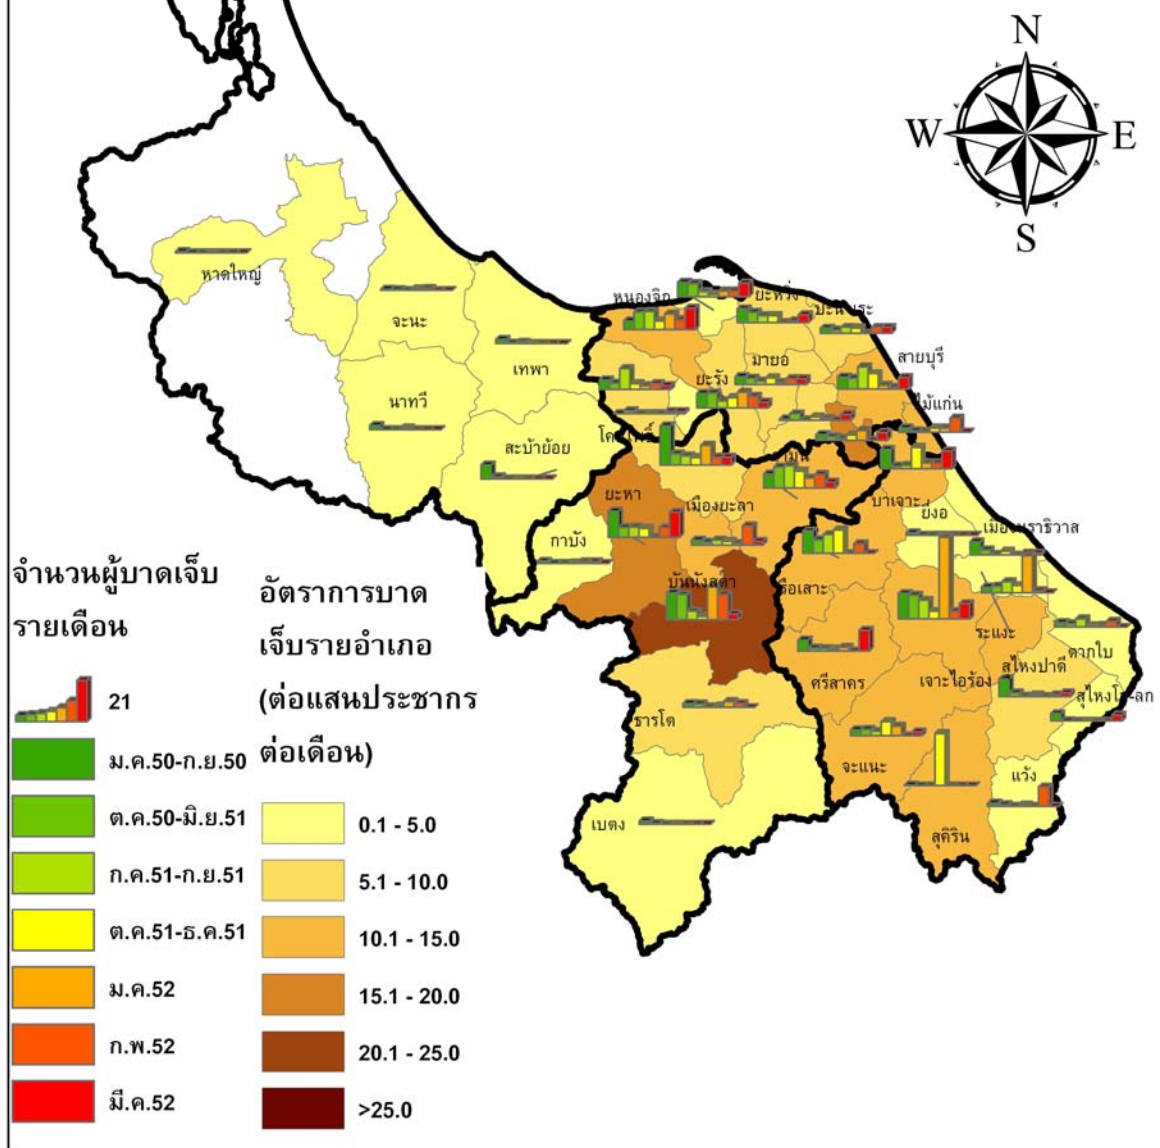 N
W
E
S
หาดใหญ่
จะนะ
เทพา
นาทวี
สะบ้าย้อย
หนองจิก
ยะหริ่ง
มายอ
ยะรัง
สายบุรี
ไม้แก่น
ยะหา
เมืองยะลา
กาบัง
บันนังสตา
บาเจาะ
ยี่งอ
เมืองนราธิวาส
ระแงะ
ตากใบ
สุไหงปาดี
สุไหงโก-ลก
ศรีสาคร
เจาะไอร้อง
ธารโต
จะแนะ
แว้ง
เบตง
สุคิริน
จำนวนผู้บาดเจ็บ
รายเดือน
21
ม.ค.50-ก.ย.50
ต.ค.50-มิ.ย.51
ก.ค.51-ก.ย.51
ต.ค.51-ธ.ค.51
ม.ค.52
ก.พ.52
มี.ค.52
อัตราการบาด
เจ็บรายอำเภอ
(ต่อแสนประชากร
ต่อเดือน)
0.1 - 5.0
5.1 - 10.0
10.1 - 15.0
15.1 - 20.0
20.1 - 25.0
>25.0